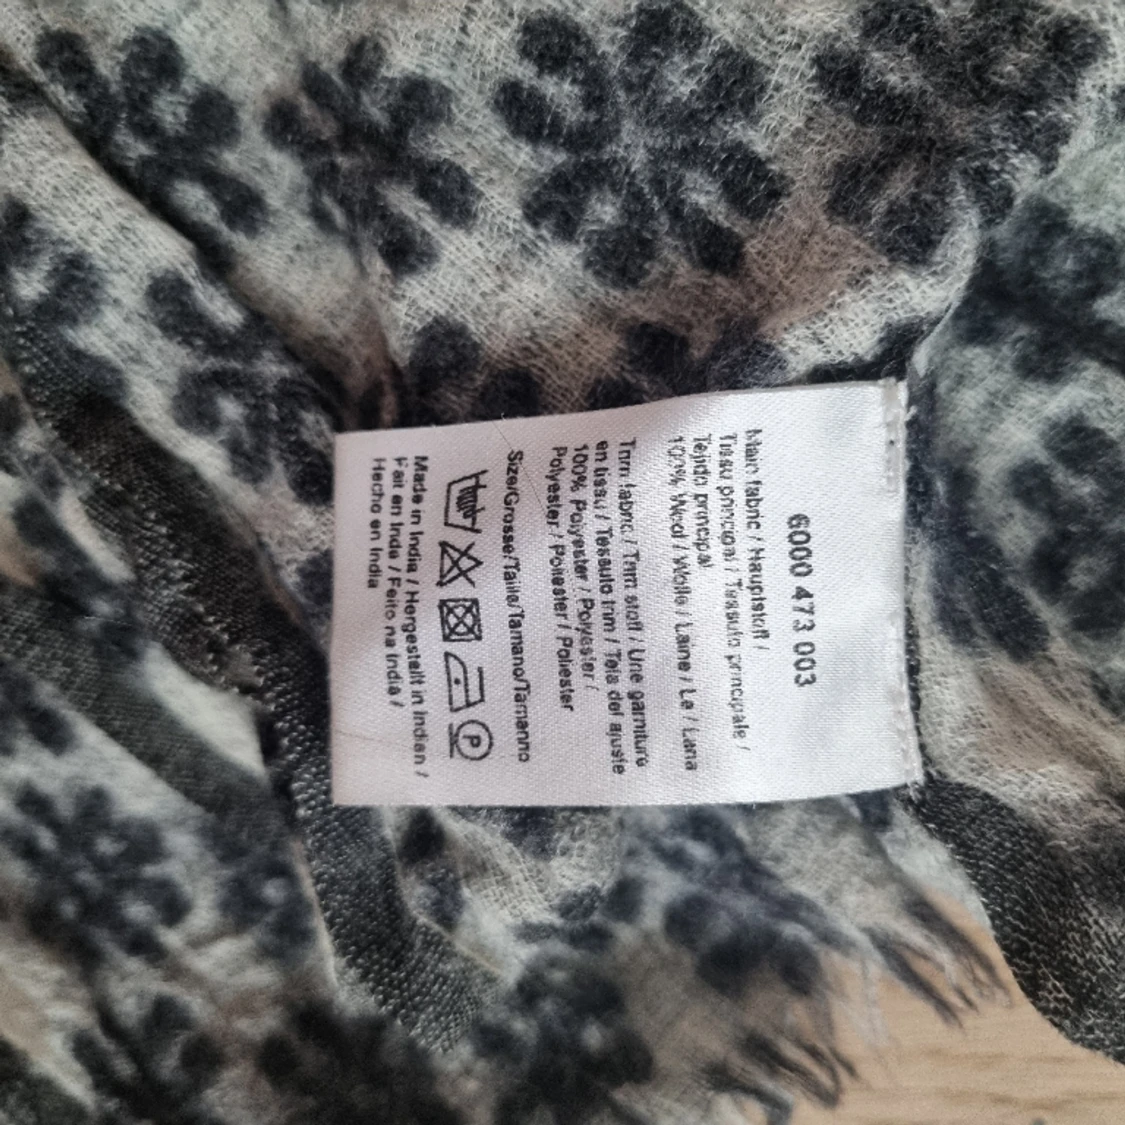 6000 473 003
Main fabric / Hauptstoff /
Tissu principal / Tessuto principale /
Tejido principal
100% Wool / Wolle / Laine / La / Lana
Trim fabric / Trim stoff / Une garniture
en tissu / Tessuto trim / Tela del ajuste
100% Polyester / Polyester /
Polyester / Poliester / Poliester
Size/Grosse/Taille/Tamano/Tamanno
P
Made in India / Hergestellt in Indien /
Fait en Inde / Feito na India /
Hecho en India